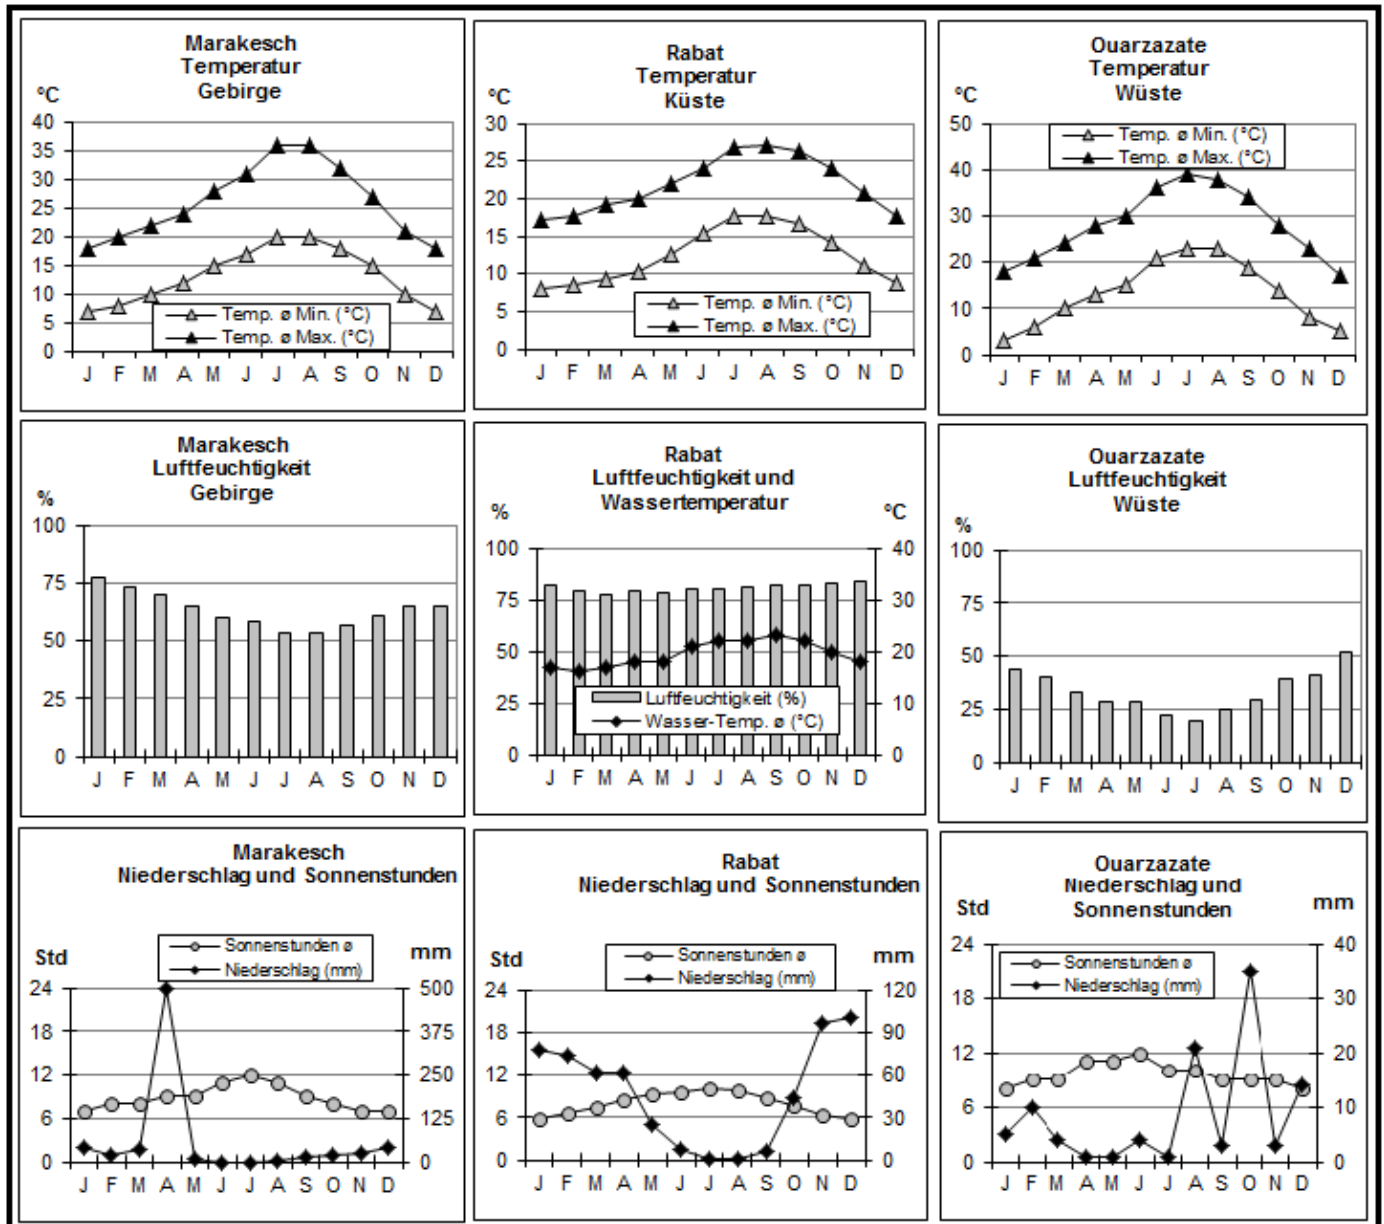 Marakesch
Temperatur
Gebirge
°C
40
35
30
25
20
15
10
5
0
Temp. ø Min. (°C)
Temp. ø Max. (°C)
J F M A M J J A S O N D
Rabat
Temperatur
Küste
°C
30
25
20
15
10
5
0
Temp. ø Min. (°C)
Temp. ø Max. (°C)
J F M A M J J A S O N D
Ouarzazate
Temperatur
Wüste
°C
50
40
30
20
10
0
Temp. ø Min. (°C)
Temp. ø Max. (°C)
J F M A M J J A S O N D
Marakesch
Luftfeuchtigkeit
Gebirge
%
100
75
50
25
0
J F M A M J J A S O N D
Rabat
Luftfeuchtigkeit und
Wassertemperatur
% °C
100 40
75 30
50 20
25 10
0 0
Luftfeuchtigkeit (%)
Wasser-Temp. ø (°C)
J F M A M J J A S O N D
Ouarzazate
Luftfeuchtigkeit
Wüste
%
100
75
50
25
0
J F M A M J J A S O N D
Marakesch
Niederschlag und Sonnenstunden
Sonnenstunden ø
Niederschlag (mm)
Std mm
24 500
18 375
12 250
6 125
0 0
J F M A M J J A S O N D
Rabat
Niederschlag und Sonnenstunden
Sonnenstunden ø
Niederschlag (mm)
Std mm
24 120
18 90
12 60
6 30
0 0
J F M A M J J A S O N D
Ouarzazate
Niederschlag und
Sonnenstunden
Std mm
24 40
Sonnenstunden ø
Niederschlag (mm)
18 30
12 20
6 10
0 0
J F M A M J J A S O N D